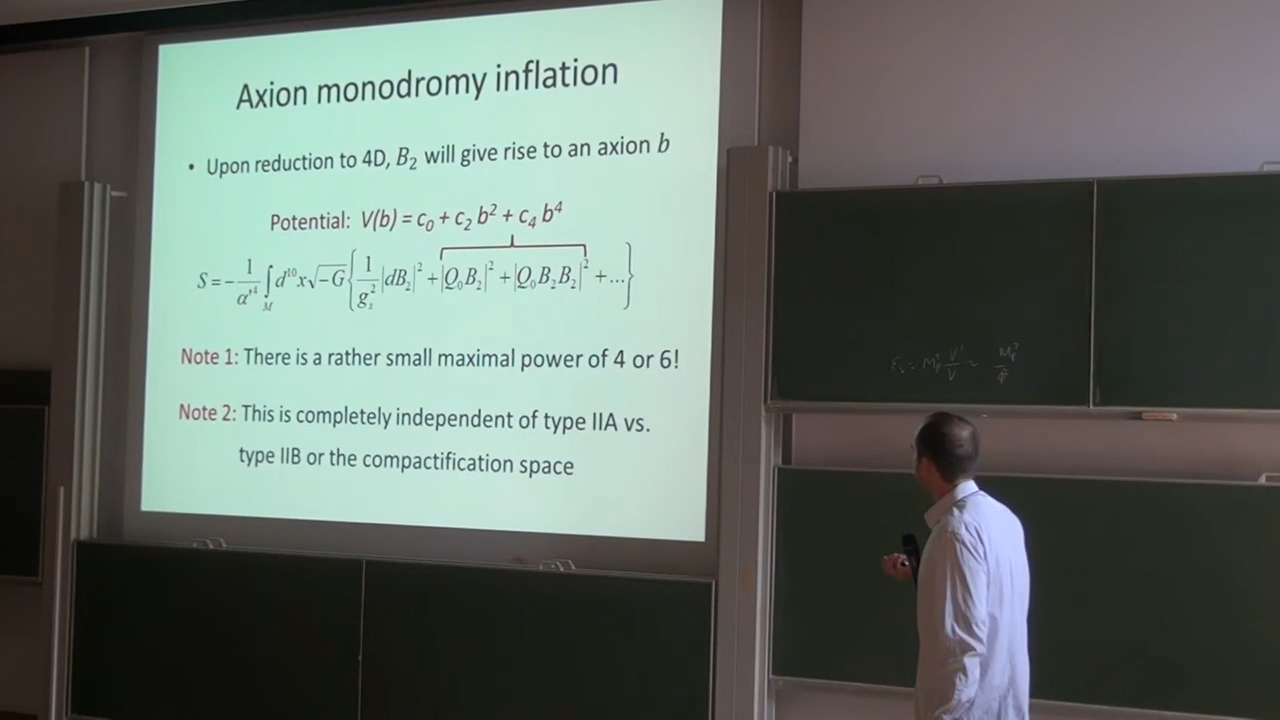 Axion monodromy inflation
• Upon reduction to 4D, B₂ will give rise to an axion b
Potential: V(b) = c₀ + c₂ b² + c₄ b⁴
S = -1/α'⁴ ∫_M d¹⁰x√-G { 1/g_s² |dB₂|² + |Q₀B₂|² + |Q₀B₂B₂|² + ... }
Note 1: There is a rather small maximal power of 4 or 6!
Note 2: This is completely independent of type IIA vs.
type IIB or the compactification space